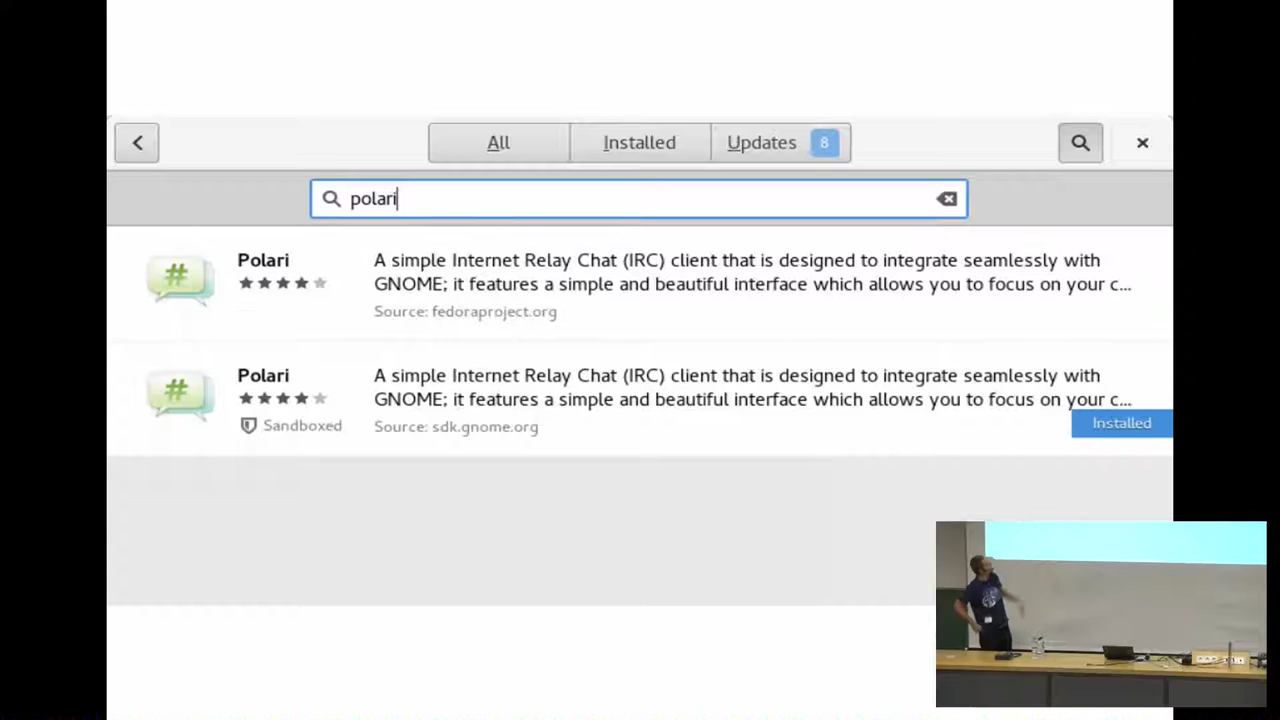 All Installed Updates 8
polari
Polari
A simple Internet Relay Chat (IRC) client that is designed to integrate seamlessly with
GNOME; it features a simple and beautiful interface which allows you to focus on your c...
Source: fedoraproject.org
Polari
A simple Internet Relay Chat (IRC) client that is designed to integrate seamlessly with
GNOME; it features a simple and beautiful interface which allows you to focus on your c...
Sandboxed
Source: sdk.gnome.org
Installed